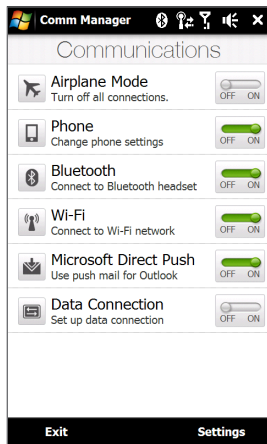 Comm Manager
Communications
Airplane Mode
Turn off all connections.
OFF ON
Phone
Change phone settings
OFF ON
Bluetooth
Connect to Bluetooth headset
OFF ON
Wi-Fi
Connect to Wi-Fi network
OFF ON
Microsoft Direct Push
Use push mail for Outlook
OFF ON
Data Connection
Set up data connection
OFF ON
Exit Settings